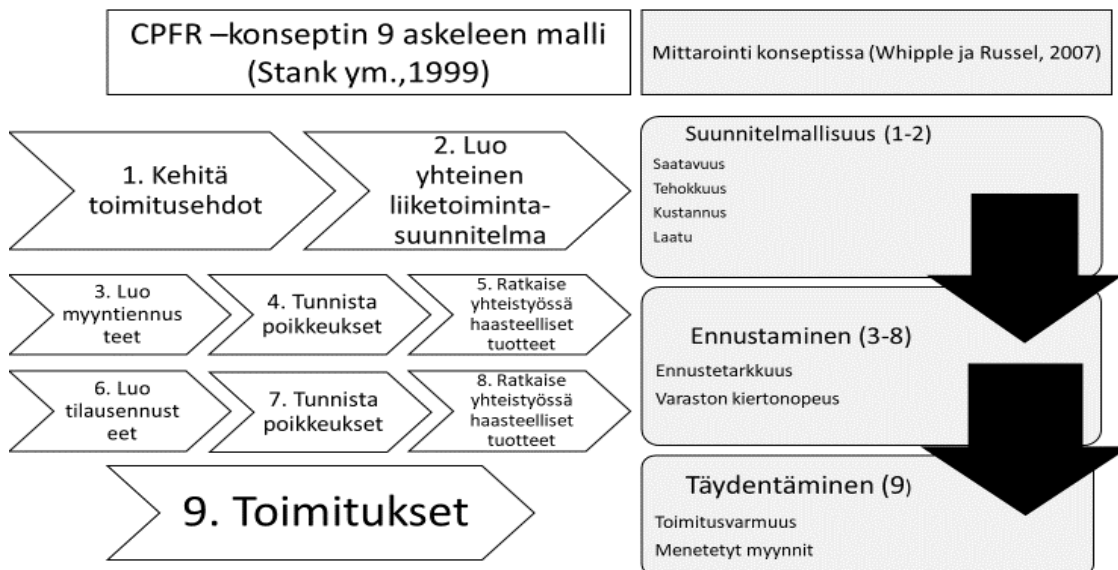 CPFR –konseptin 9 askeleen malli
(Stank ym.,1999)
Mittarointi konseptissa (Whipple ja Russel, 2007)
1. Kehitä
toimitusehdot
2. Luo
yhteinen
liiketoiminta-
suunnitelma
Suunnitelmallisuus (1-2)
Saatavuus
Tehokkuus
Kustannus
Laatu
3. Luo
myyntiennus
teet
4. Tunnista
poikkeukset
5. Ratkaise
yhteistyössä
haasteelliset
tuotteet
6. Luo
tilausennust
eet
7. Tunnista
poikkeukset
8. Ratkaise
yhteistyössä
haasteelliset
tuotteet
Ennustaminen (3-8)
Ennustetarkkuus
Varaston kiertonopeus
9. Toimitukset
Täydentäminen (9)
Toimitusvarmuus
Menetetyt myynnit